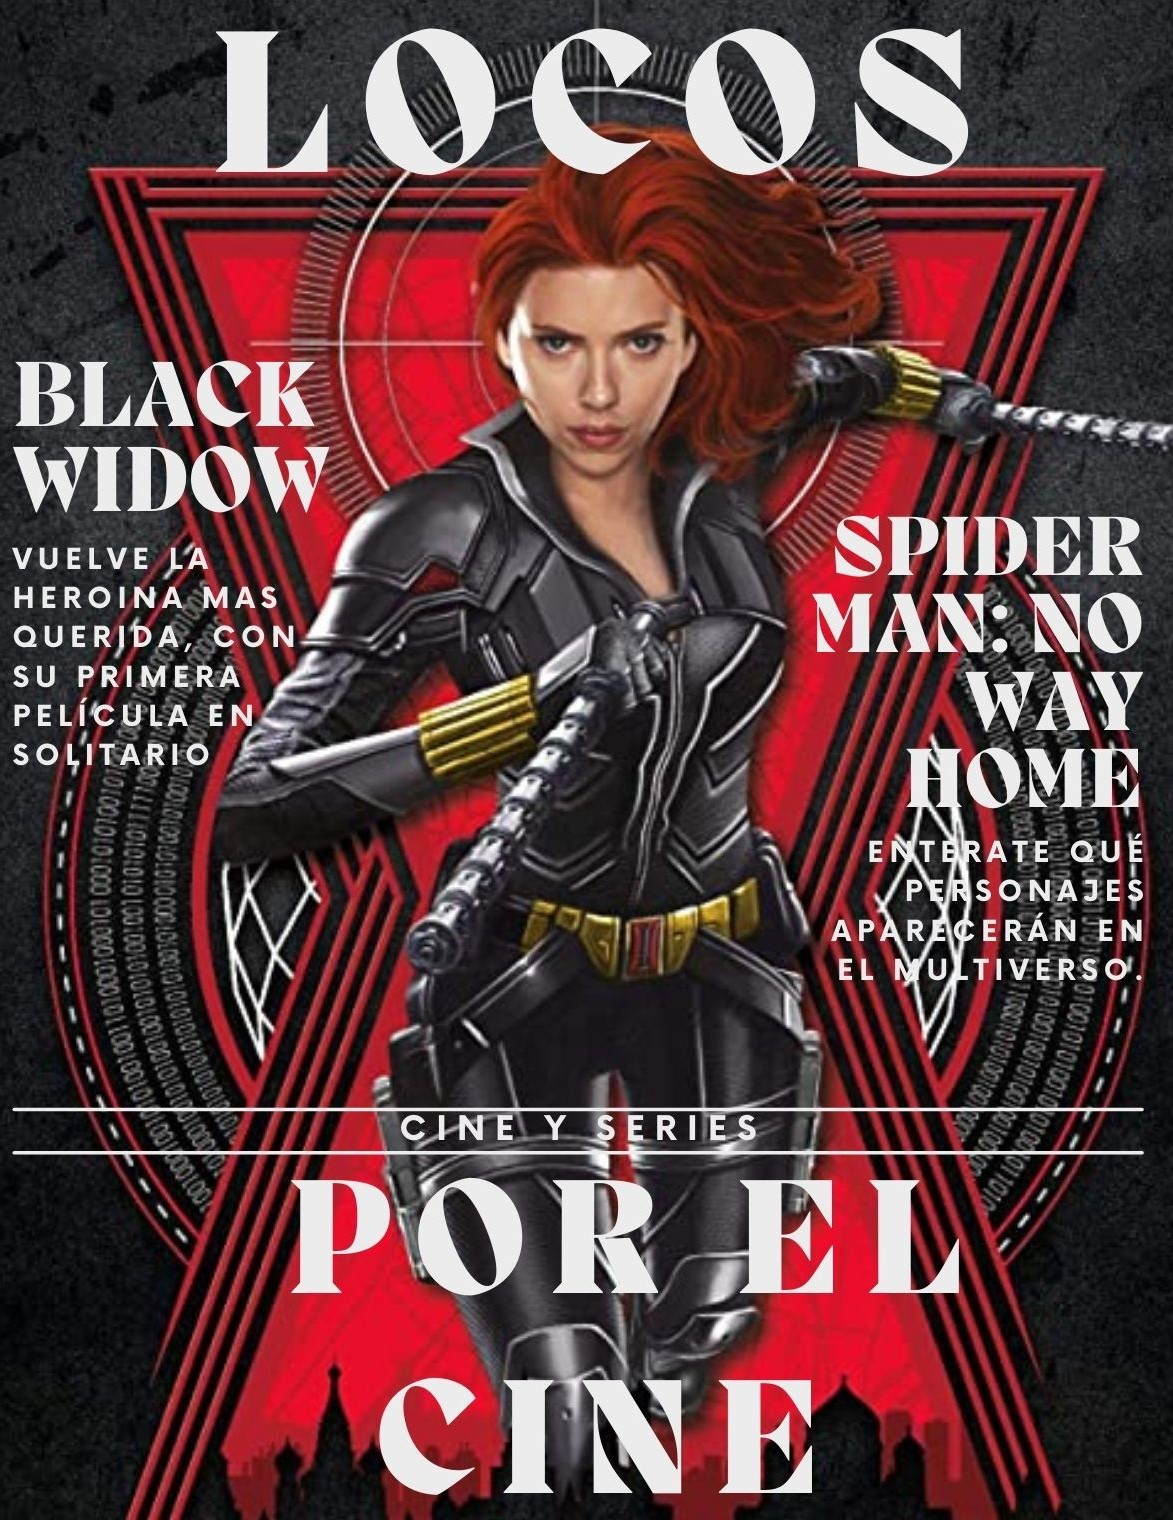 LOCOS
BLACK
WIDOW
VUELVE LA
HEROINA MAS
QUERIDA, CON
SU PRIMERA
PELÍCULA EN
SOLITARIO
SPIDER
MAN: NO
WAY
HOME
ENTERATE QUÉ
PERSONAJES
APARECERÁN EN
EL MULTIVERSO.
CINE Y SERIES
POR EL
CINE